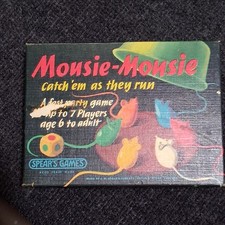 Mousie-Mousie
Catch 'em as they run
A fast party game
up to 7 Players
age 6 to adult
SPEAR'S GAMES